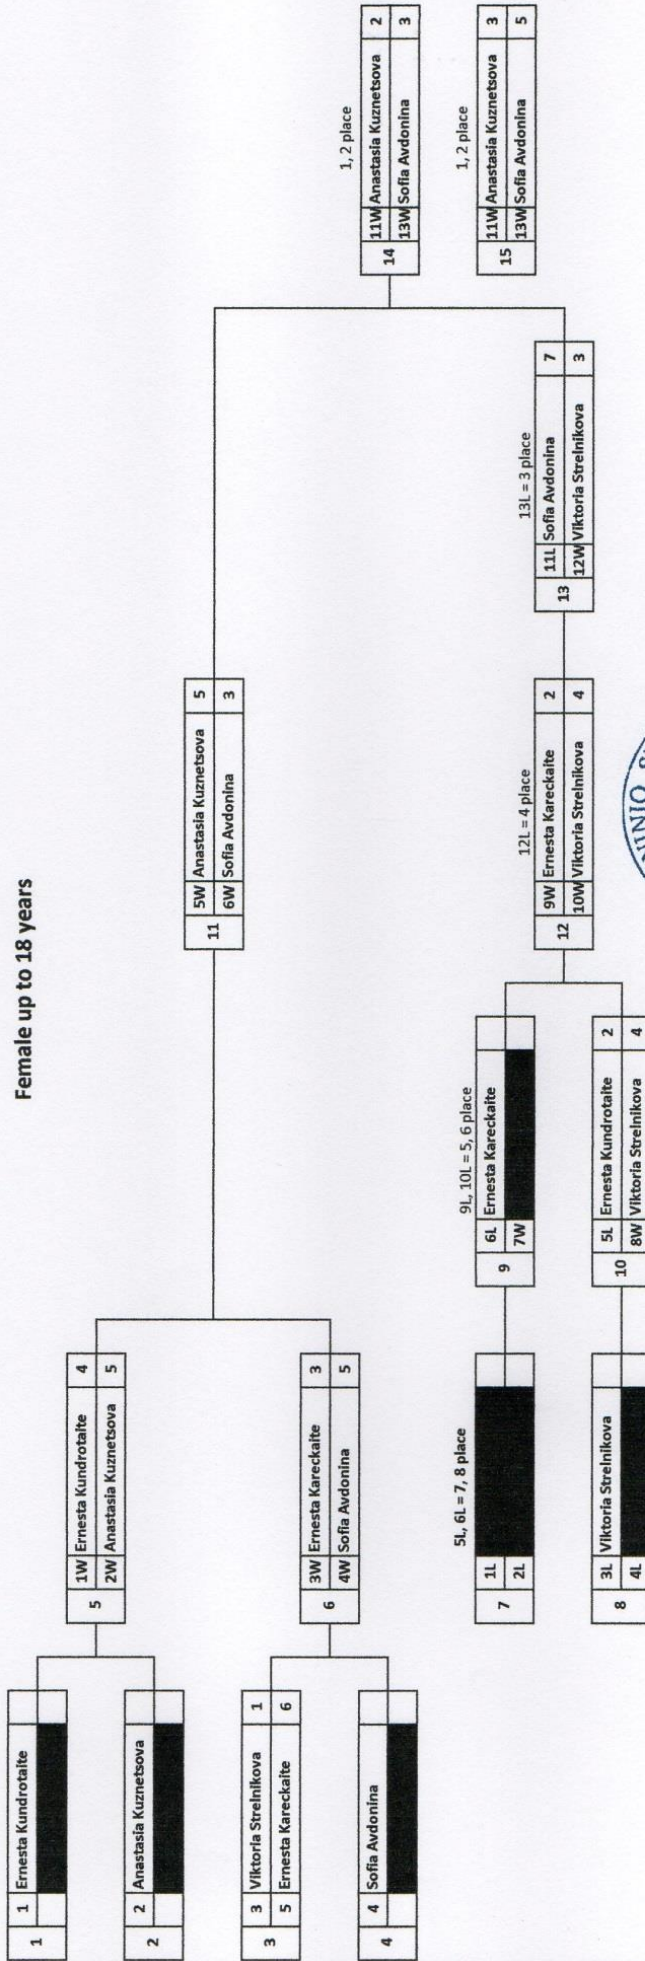 Female up to 18 years
1 1 Ernesta Kundrotaite
2 2 Anastasia Kuznetsova
3 3 Viktoria Strelnikova 1
5 Ernesta Kareckaite 6
4 4 Sofia Avdonina
5 1W Ernesta Kundrotaite 4
2W Anastasia Kuznetsova 5
6 3W Ernesta Kareckaite 3
4W Sofia Avdonina 5
11 5W Anastasia Kuznetsova 5
6W Sofia Avdonina 3
1, 2 place
14 11W Anastasia Kuznetsova 2
13W Sofia Avdonina 3
1, 2 place
15 11W Anastasia Kuznetsova 3
13W Sofia Avdonina 5
5L, 6L = 7, 8 place
7 1L
2L
8 3L Viktoria Strelnikova
4L
9L, 10L = 5, 6 place
9 6L Ernesta Kareckaite
7W
10 5L Ernesta Kundrotaite 2
8W Viktoria Strelnikova 4
12L = 4 place
12 9W Ernesta Kareckaite 2
10W Viktoria Strelnikova 4
13L = 3 place
13 11L Sofia Avdonina 7
12W Viktoria Strelnikova 3